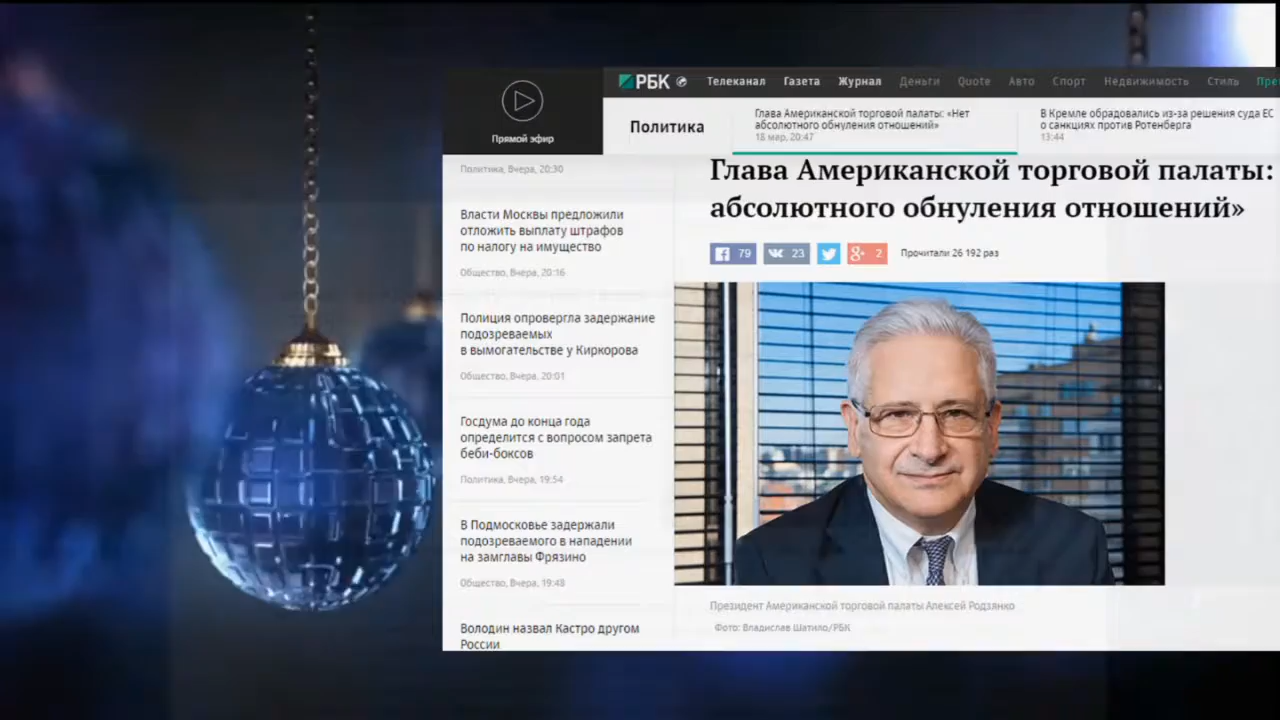 РБК
Телеканал Газета Журнал Деньги Quote Авто Спорт Недвижимость Стиль
Прямой эфир
Политика
Глава Американской торговой палаты: «Нет
абсолютного обнуления отношений»
18 мар, 20:47
В Кремле обрадовались из-за решения суда ЕС
о санкциях против Ротенберга
13:44
Политика, Вчера, 20:30
Власти Москвы предложили
отложить выплату штрафов
по налогу на имущество
Общество, Вчера, 20:16
Полиция опровергла задержание
подозреваемых
в вымогательстве у Киркорова
Общество, Вчера, 20:01
Госдума до конца года
определится с вопросом запрета
беби-боксов
Политика, Вчера, 19:54
В Подмосковье задержали
подозреваемого в нападении
на замглавы Фрязино
Общество, Вчера, 19:48
Володин назвал Кастро другом
России
Глава Американской торговой палаты:
абсолютного обнуления отношений»
79 23 2 Прочитали 26 192 раз
Президент Американской торговой палаты Алексей Родзянко
Фото: Владислав Шатило/РБК